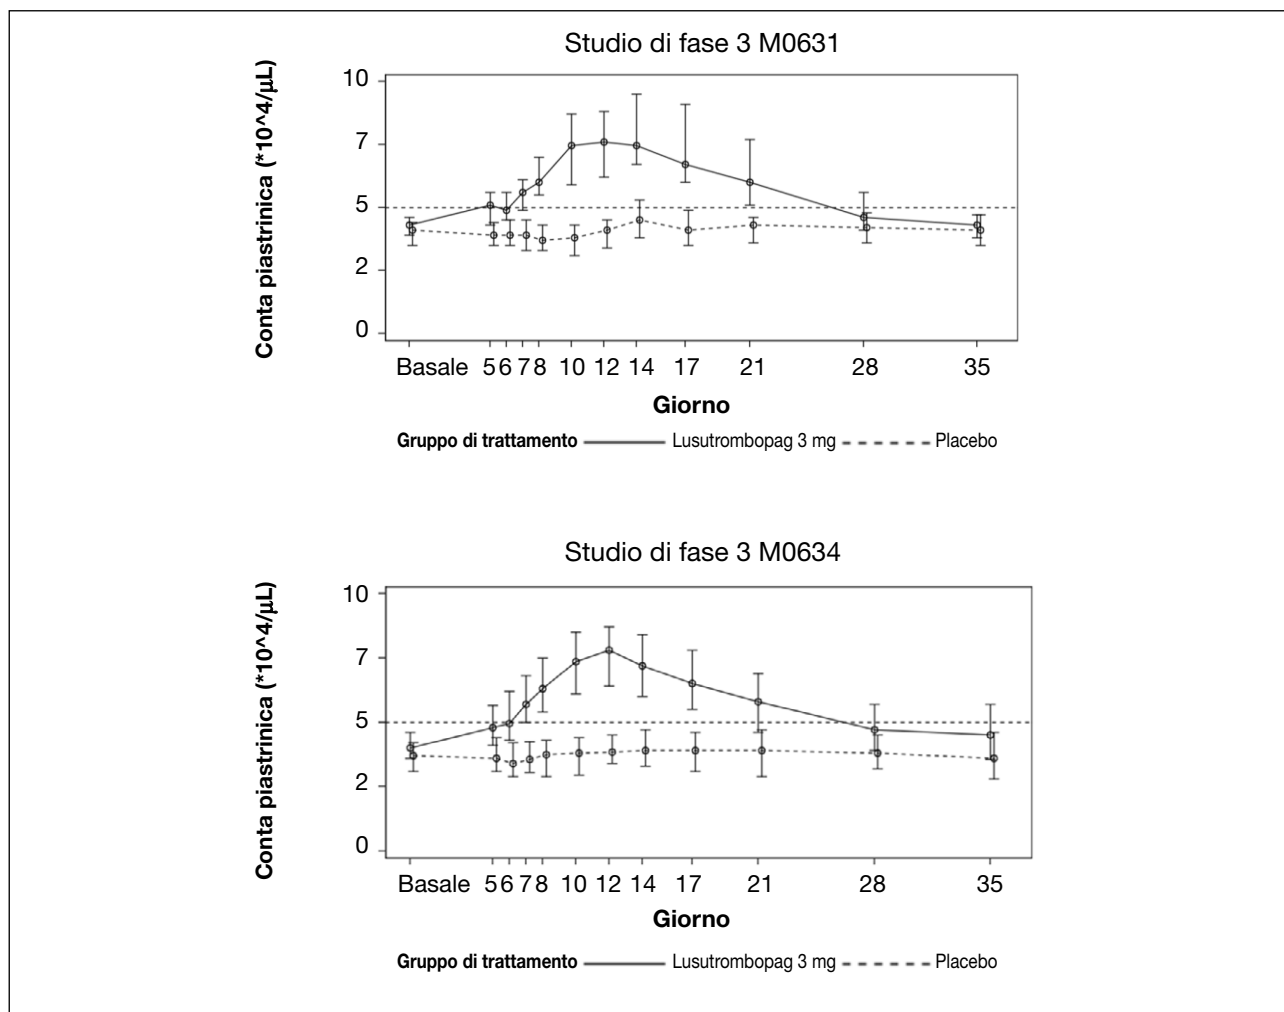 Studio di fase 3 M0631
Conta piastrinica (*10^4/µL)
10
7
5
2
0
Basale 5 6 7 8 10 12 14 17 21 28 35
Giorno
Gruppo di trattamento Lusutrombopag 3 mg Placebo
Studio di fase 3 M0634
Conta piastrinica (*10^4/µL)
10
7
5
2
0
Basale 5 6 7 8 10 12 14 17 21 28 35
Giorno
Gruppo di trattamento Lusutrombopag 3 mg Placebo